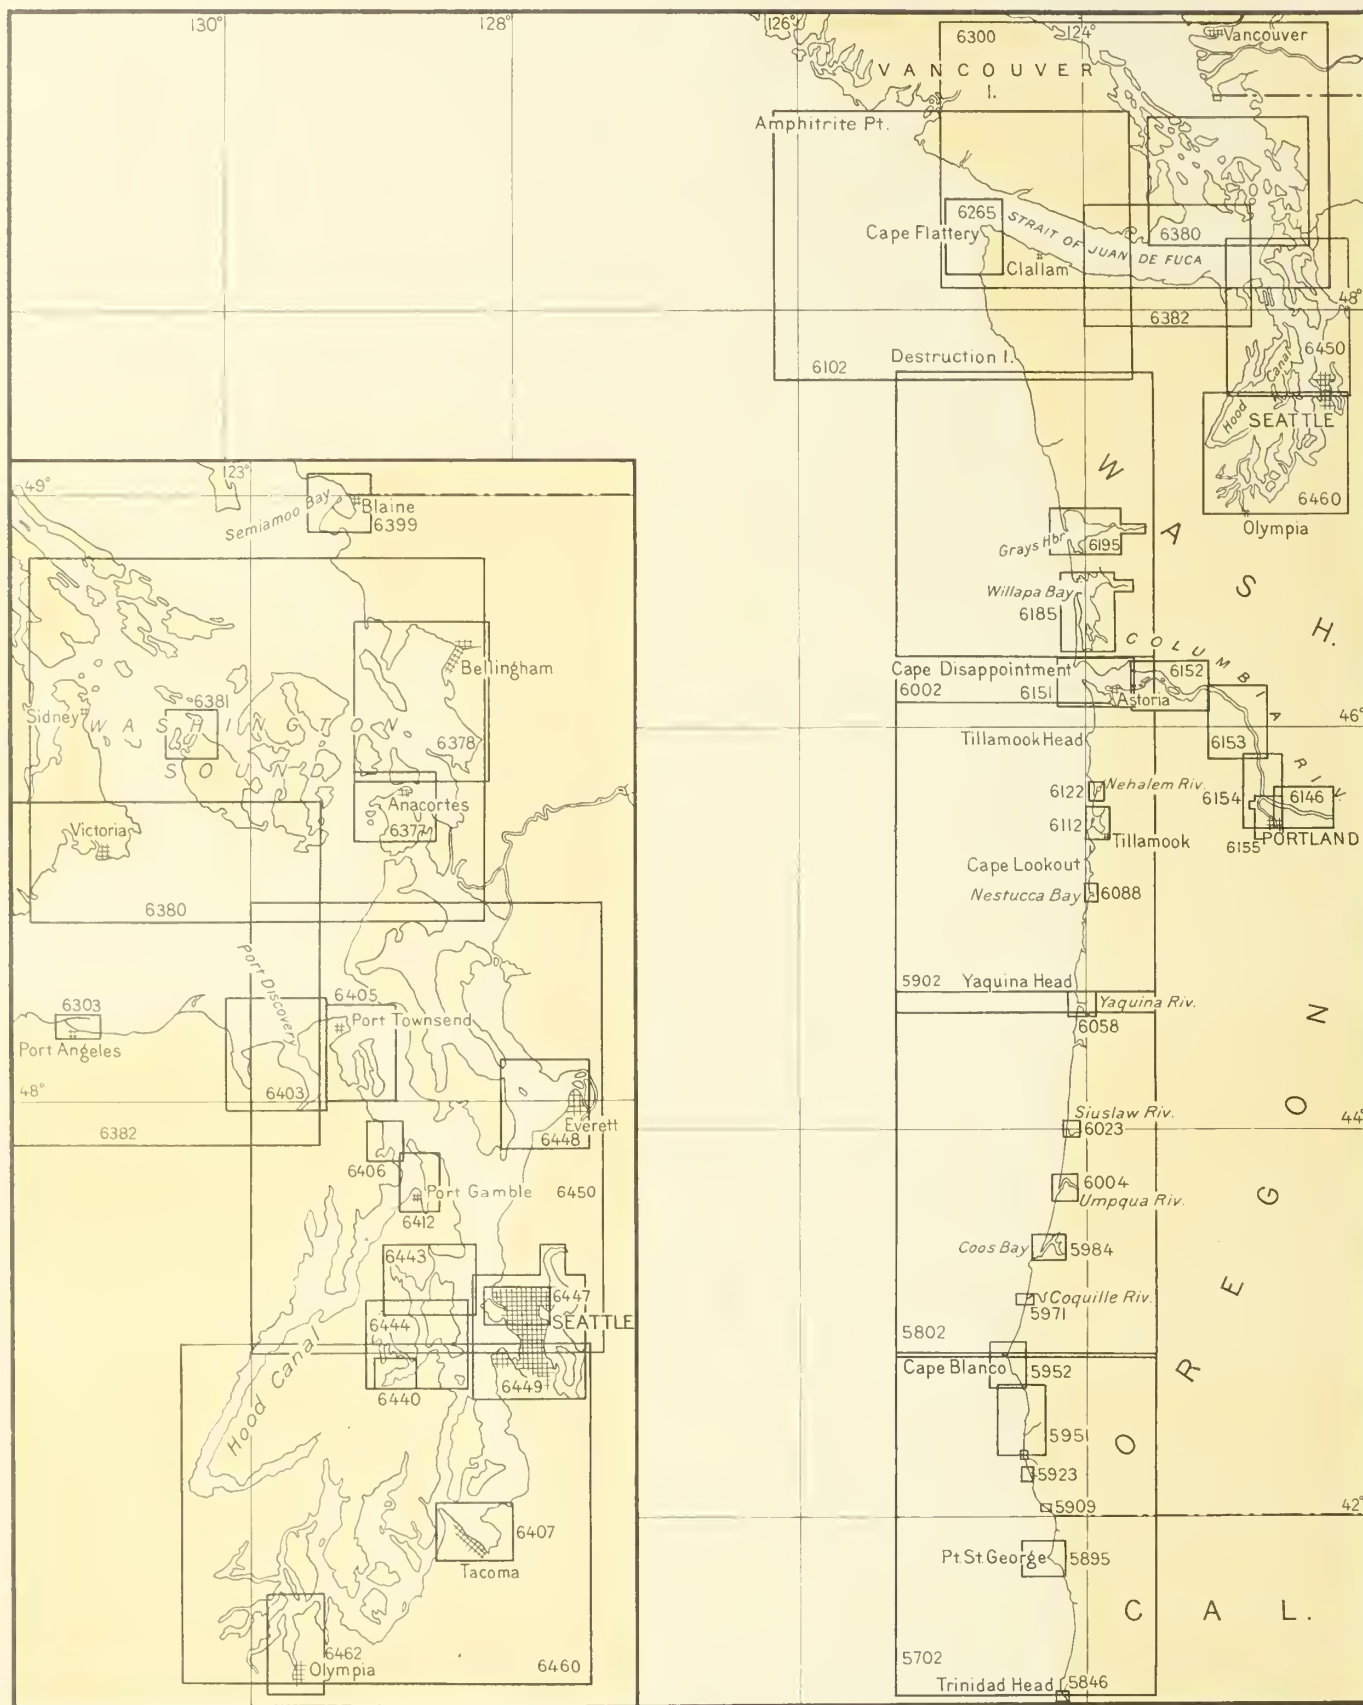 130°
128°
126°
124°
6300
Vancouver
VANCOUVER
I.
Amphitrite Pt.
6265
Cape Flattery
STRAIT OF JUAN DE FUCA
6380
Clallam
48°
6382
6102
Destruction I.
6450
Hood Canal
SEATTLE
6460
Olympia
WASH.
Grays Hbr.
6195
Willapa Bay
6185
COLUMBIA RIV.
Cape Disappointment
6002
6151
Astoria
6152
46°
6153
Tillamook Head
6122
Nehalem Riv.
6154
6146
6112
Tillamook
6155
PORTLAND
Cape Lookout
Nestucca Bay
6088
5902
Yaquina Head
Yaquina Riv.
6058
OREGON
Siuslaw Riv.
6023
44°
6004
Umpqua Riv.
Coos Bay
5984
Coquille Riv.
5971
5802
Cape Blanco
5952
5951
5923
5909
42°
Pt. St. George
5895
CAL.
5702
Trinidad Head
5846
123°
49°
Semiamoo Bay
Blaine
6399
Bellingham
6381
Sidney
WASHINGTON
SOUND
6378
Anacortes
6377
Victoria
6380
Port Discovery
6303
6405
Port Townsend
Port Angeles
6403
48°
6382
Everett
6448
6406
Port Gamble
6450
6412
6443
6447
SEATTLE
6444
6440
6449
Hood Canal
6407
Tacoma
6462
Olympia
6460